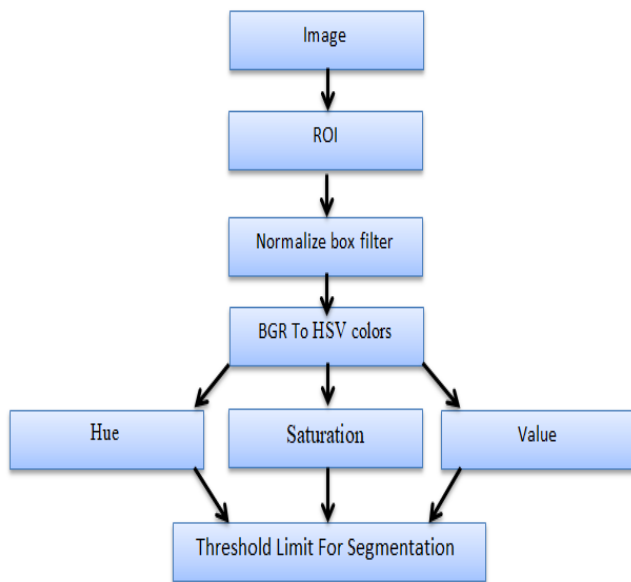 Image
ROI
Normalize box filter
BGR To HSV colors
Hue
Saturation
Value
Threshold Limit For Segmentation